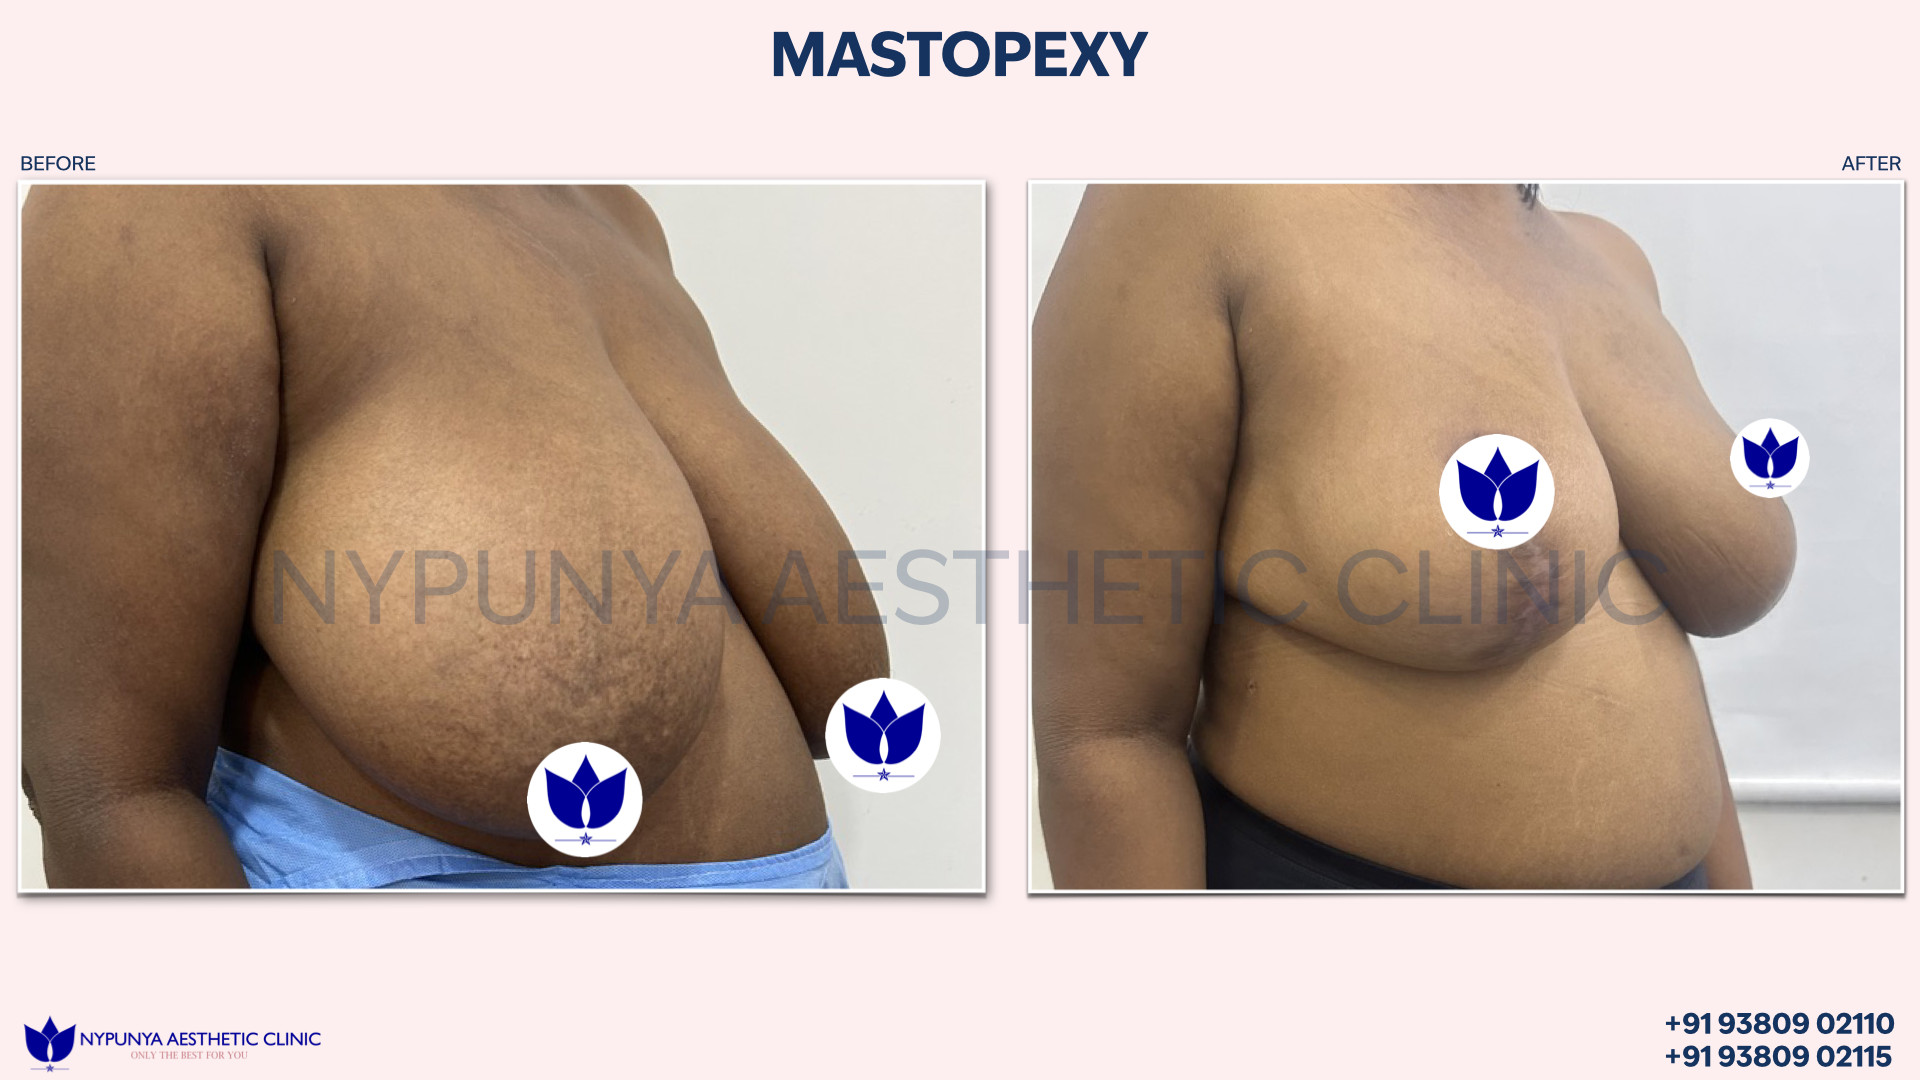 MASTOPEXY
BEFORE
AFTER
NYPUNYA AESTHETIC CLINIC
NYPUNYA AESTHETIC CLINIC
ONLY THE BEST FOR YOU
+91 93809 02110
+91 93809 02115